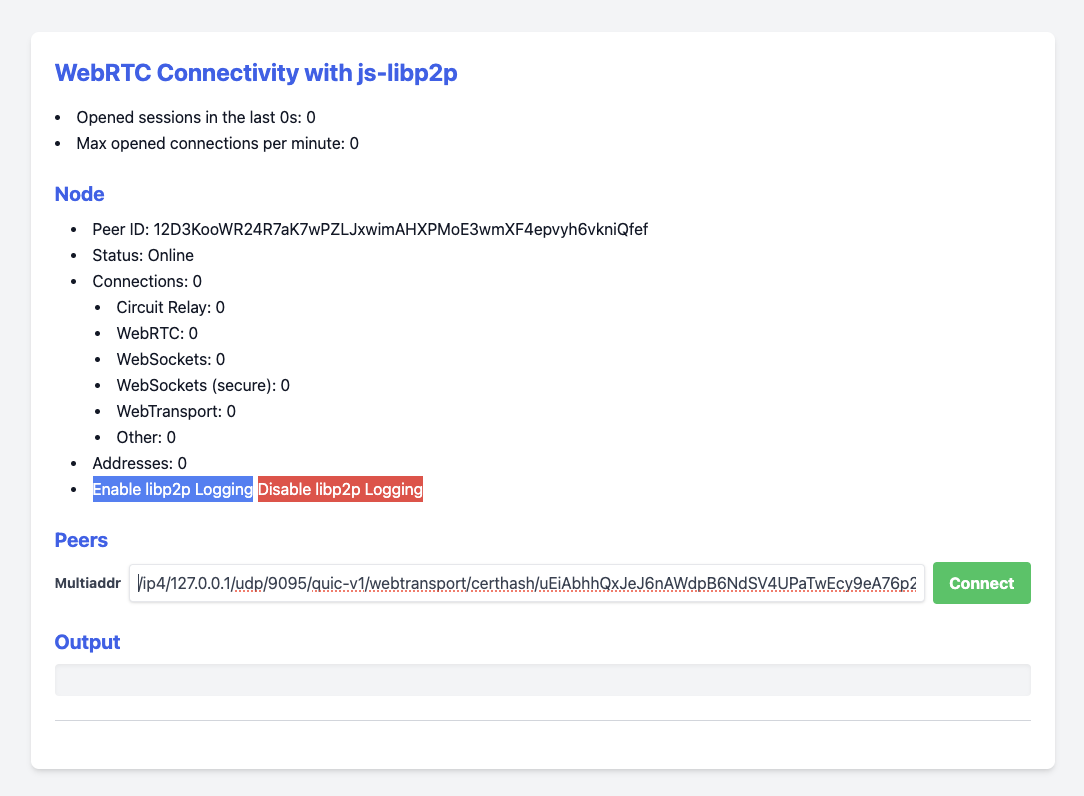 WebRTC Connectivity with js-libp2p
Opened sessions in the last 0s: 0
Max opened connections per minute: 0
Node
Peer ID: 12D3KooWR24R7aK7wPZLJxwimAHXPMoE3wmXF4epvyh6vkniQfef
Status: Online
Connections: 0
Circuit Relay: 0
WebRTC: 0
WebSockets: 0
WebSockets (secure): 0
WebTransport: 0
Other: 0
Addresses: 0
Enable libp2p Logging Disable libp2p Logging
Peers
Multiaddr /ip4/127.0.0.1/udp/9095/quic-v1/webtransport/certhash/uEiAbhhQxJeJ6nAWdpB6NdSV4UPaTwEcy9eA76p2 Connect
Output